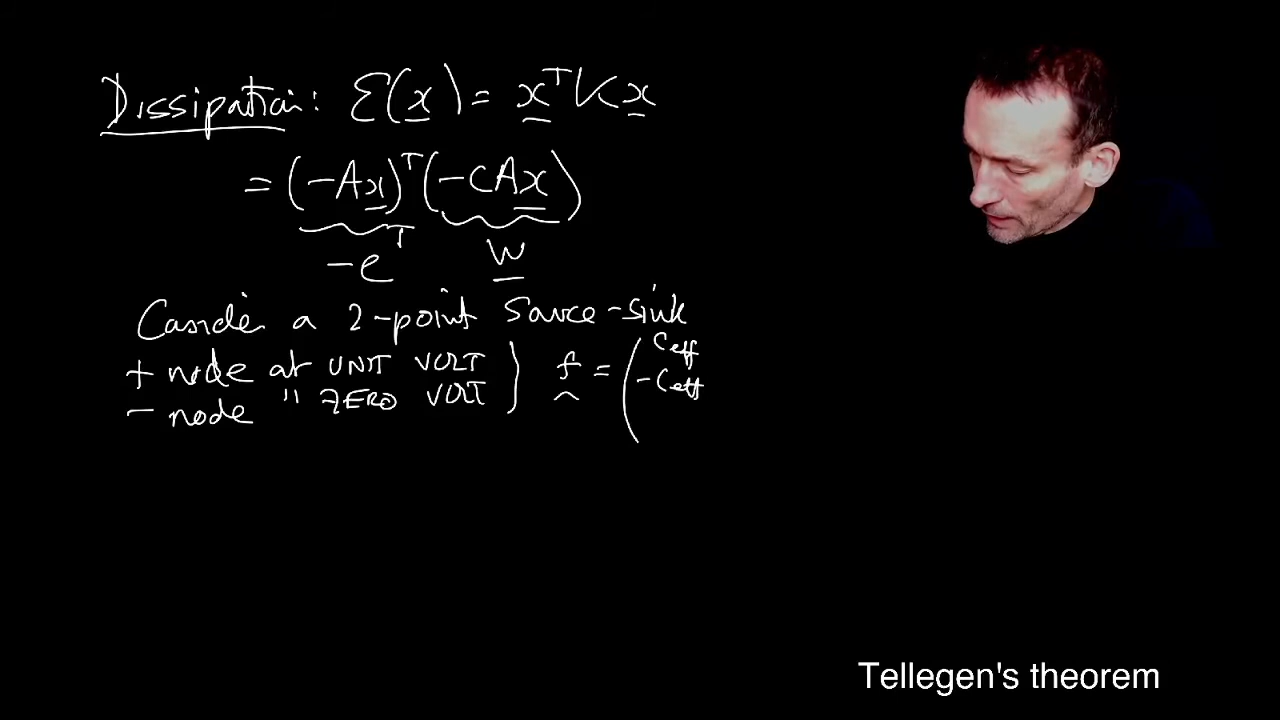 Dissipation: Ɛ(x) = xᵀKx
= (-Ax)ᵀ(-CAx)
-eᵀ w
Consider a 2-point source-sink
+ node at UNIT VOLT
- node " ZERO VOLT
f = (Ceff
-Ceff
Tellegen's theorem